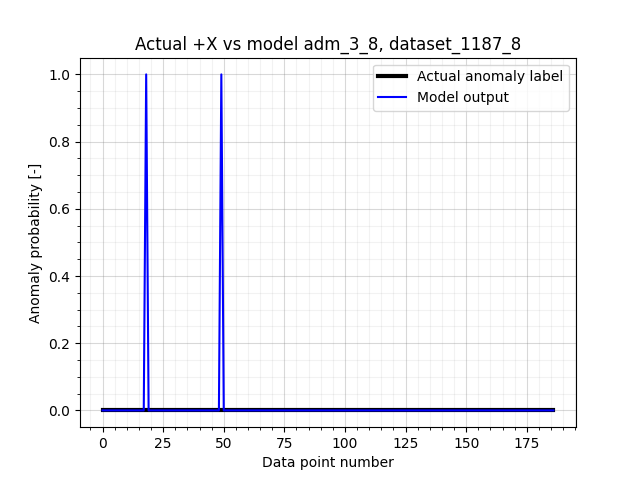 Actual +X vs model adm_3_8, dataset_1187_8
Actual anomaly label
Model output
Anomaly probability [-]
1.0
0.8
0.6
0.4
0.2
0.0
0 25 50 75 100 125 150 175
Data point number